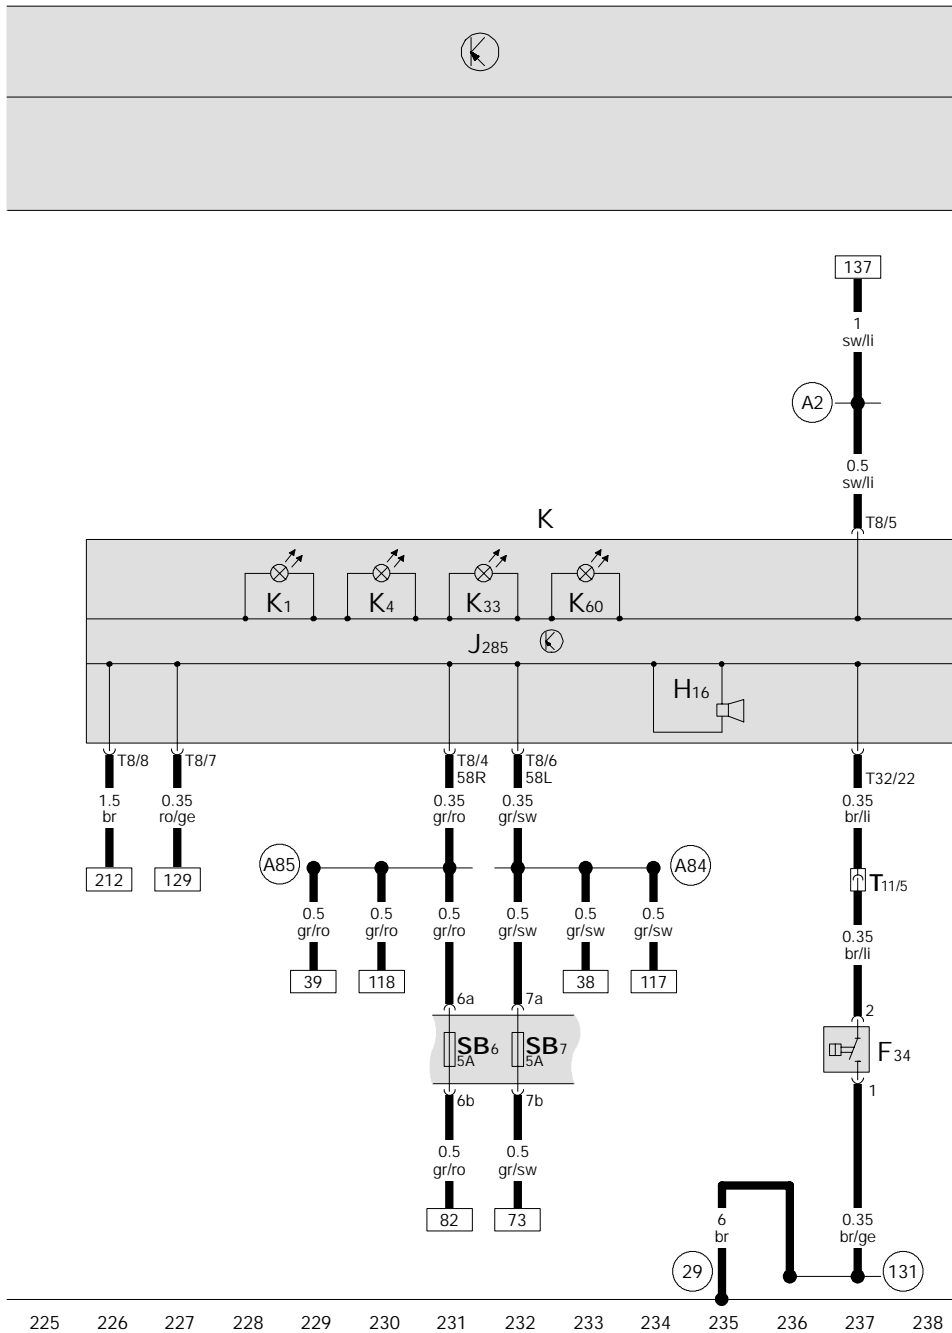 137
1
sw/li
A2
0.5
sw/li
T8/5
K
K1 K4 K33 K60
J285
H16
T8/8 T8/7 T8/4 T8/6
58R 58L
T32/22
1.5 0.35 0.35 0.35 0.35
br ro/ge gr/ro gr/sw br/li
A85 A84
212 129
T11/5
0.5 0.5 0.5 0.5 0.5 0.5
gr/ro gr/ro gr/ro gr/sw gr/sw gr/sw
0.35
br/li
39 118 38 117
6a 7a
2
SB6 SB7
5A 5A
F34
1
6b 7b
0.5 0.5
gr/ro gr/sw
82 73
6 0.35
br br/ge
29 131
225 226 227 228 229 230 231 232 233 234 235 236 237 238